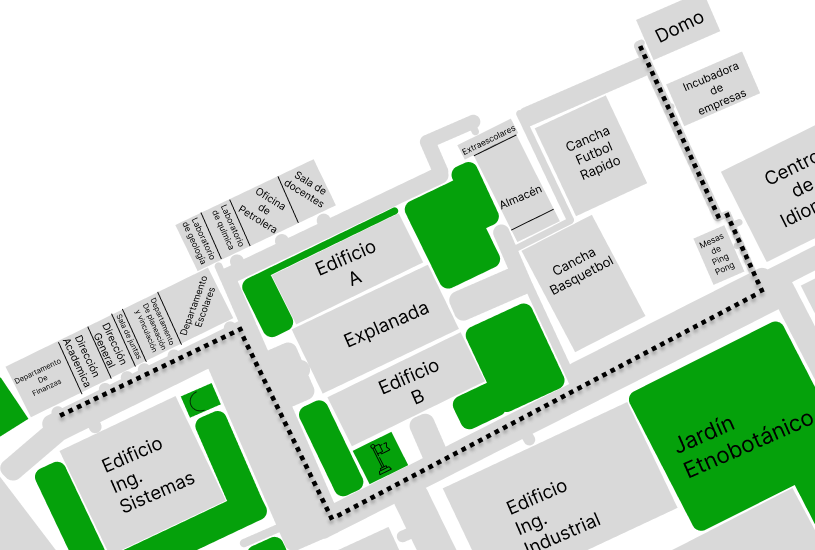 Domo
Incubadora
de
empresas
Extraescolares
Cancha
Futbol
Rapido
Centro
de
Idior
Sala de
docentes
Oficina
de
Petrolera
Laboratorio
de química
Laboratorio
de geología
Almacén
Mesas
de
Ping
Pong
Edificio
A
Cancha
Basquetbol
Departamento
Escolares
Departamento
De planeación
y vinculación
Sala de juntas
Dirección
General
Dirección
Academica
Departamento
De
Finanzas
Explanada
Edificio
B
Jardín
Etnobotánico
Edificio
Ing.
Sistemas
Edificio
Ing.
Industrial